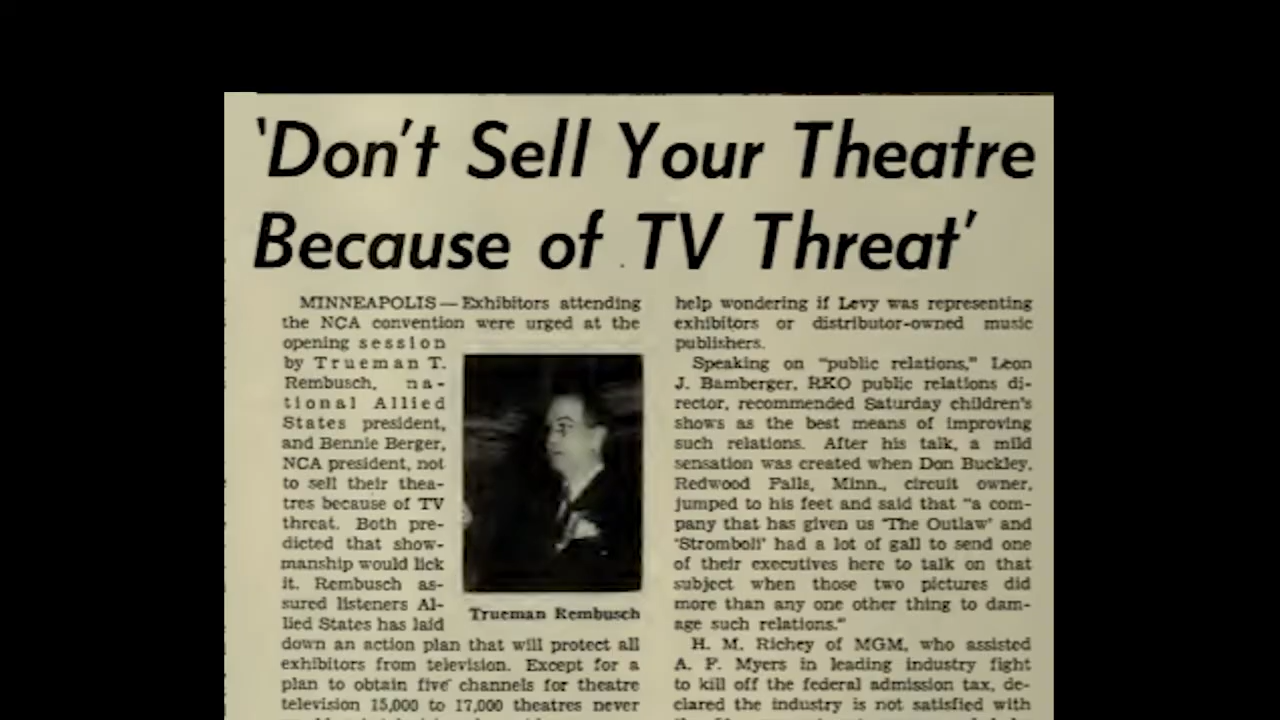 'Don't Sell Your Theatre
Because of TV Threat'
MINNEAPOLIS—Exhibitors attending
the NCA convention were urged at the
opening session
by Trueman T.
Rembusch, na-
tional Allied
States president,
and Bennie Berger,
NCA president, not
to sell their thea-
tres because of TV
threat. Both pre-
dicted that show-
manship would lick
it. Rembusch as-
sured listeners Al-
lied States has laid
Trueman Rembusch
down an action plan that will protect all
exhibitors from television. Except for a
plan to obtain five channels for theatre
television 15,000 to 17,000 theatres never
help wondering if Levy was representing
exhibitors or distributor-owned music
publishers.
Speaking on "public relations," Leon
J. Bamberger, RKO public relations di-
rector, recommended Saturday children's
shows as the best means of improving
such relations. After his talk, a mild
sensation was created when Don Buckley,
Redwood Falls, Minn., circuit owner,
jumped to his feet and said that "a com-
pany that has given us 'The Outlaw' and
'Stromboli' had a lot of gall to send one
of their executives here to talk on that
subject when those two pictures did
more than any one other thing to dam-
age such relations."
H. M. Richey of MGM, who assisted
A. F. Myers in leading industry fight
to kill off the federal admission tax, de-
clared the industry is not satisfied with